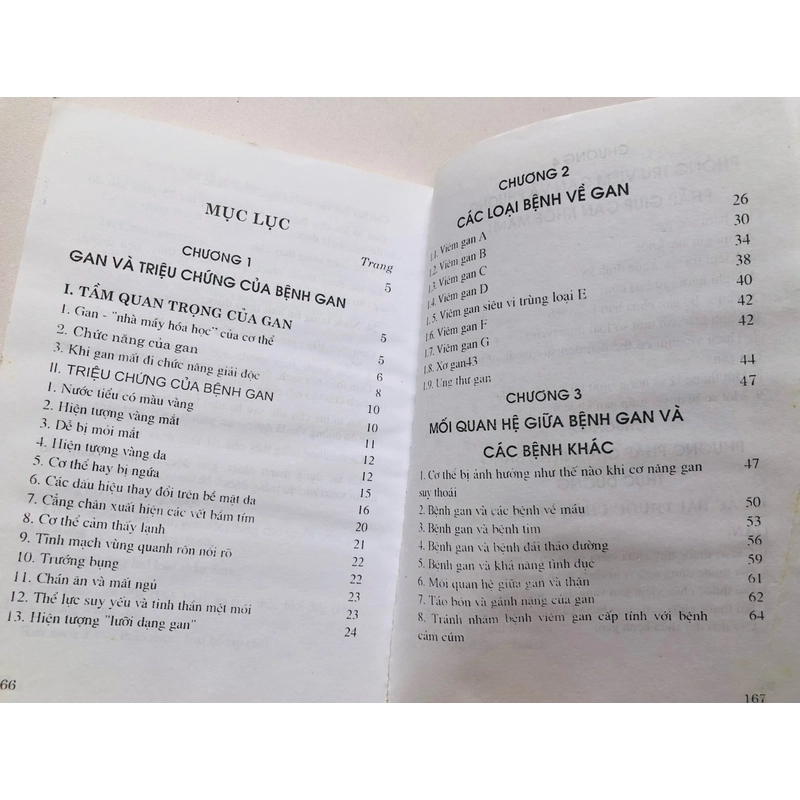 MỤC LỤC
Trang
CHƯƠNG 1
GAN VÀ TRIỆU CHỨNG CỦA BỆNH GAN 5
I. TẦM QUAN TRỌNG CỦA GAN
1. Gan - "nhà máy hóa học" của cơ thể 5
2. Chức năng của gan 5
3. Khi gan mất đi chức năng giải độc 6
II. TRIỆU CHỨNG CỦA BỆNH GAN 8
1. Nước tiểu có màu vàng 10
2. Hiện tượng vàng mắt 10
3. Dễ bị mỏi mắt 11
4. Hiện tượng vàng da 12
5. Cơ thể hay bị ngứa 12
6. Các dấu hiệu thay đổi trên bề mặt da 15
7. Cẳng chân xuất hiện các vết bầm tím 16
8. Cơ thể cảm thấy lạnh 20
9. Tĩnh mạch vùng quanh rốn nổi rõ 21
10. Trướng bụng 22
11. Chán ăn và mất ngủ 22
12. Thể lực suy yếu và tinh thần mệt mỏi 23
13. Hiện tượng "lưỡi dạng gan" 23
24
66
CHƯƠNG 2
CÁC LOẠI BỆNH VỀ GAN 26
1.1. Viêm gan A 30
1.2. Viêm gan B 34
1.3. Viêm gan C 38
1.4. Viêm gan D 40
1.5. Viêm gan siêu vi trùng loại E 42
1.6. Viêm gan F 42
1.7. Viêm gan G
1.8. Xơ gan43 44
1.9. Ung thư gan 47
CHƯƠNG 3
MỐI QUAN HỆ GIỮA BỆNH GAN VÀ
CÁC BỆNH KHÁC
1. Cơ thể bị ảnh hưởng như thế nào khi cơ năng gan 47
suy thoái
2. Bệnh gan và các bệnh về máu 50
3. Bệnh gan và bệnh tim 53
4. Bệnh gan và bệnh đái tháo đường 56
5. Bệnh gan và khả năng tình dục 59
6. Mối quan hệ giữa gan và thận 61
7. Táo bón và gánh nặng của gan 62
8. Tránh nhầm bệnh viêm gan cấp tính với bệnh 64
cảm cúm
167